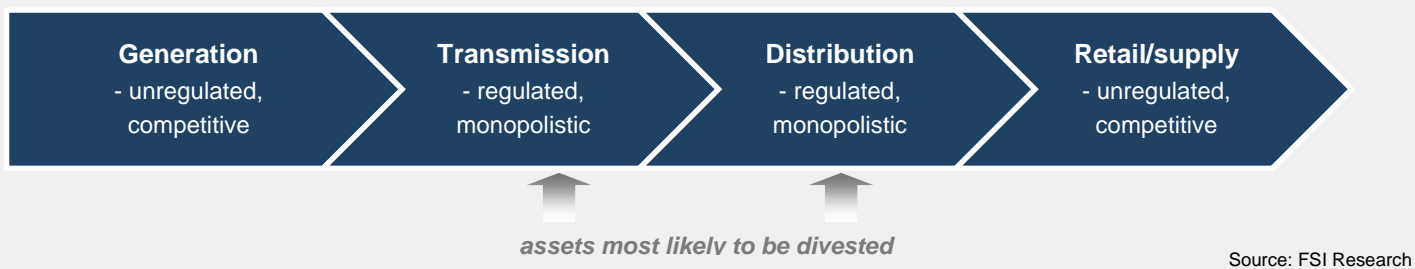 Generation
- unregulated,
competitive
Transmission
- regulated,
monopolistic
Distribution
- regulated,
monopolistic
Retail/supply
- unregulated,
competitive
assets most likely to be divested
Source: FSI Research